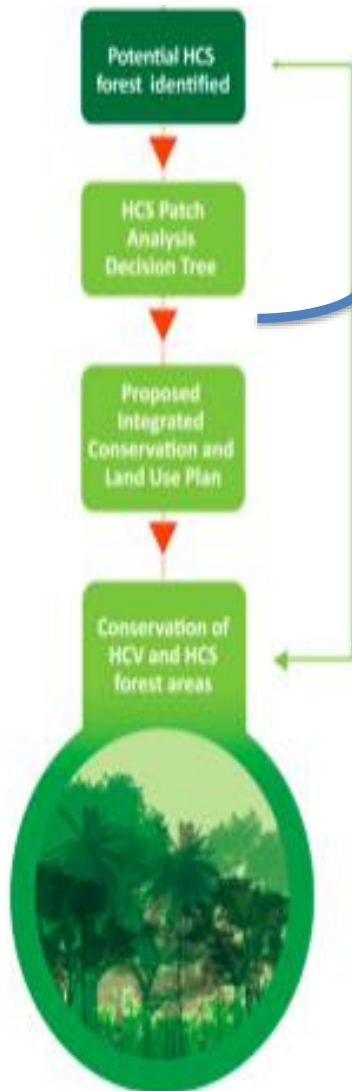 Potential HCS
forest identified
HCS Patch
Analysis
Decision Tree
Proposed
Integrated
Conservation and
Land Use Plan
Conservation of
HCV and HCS
forest areas